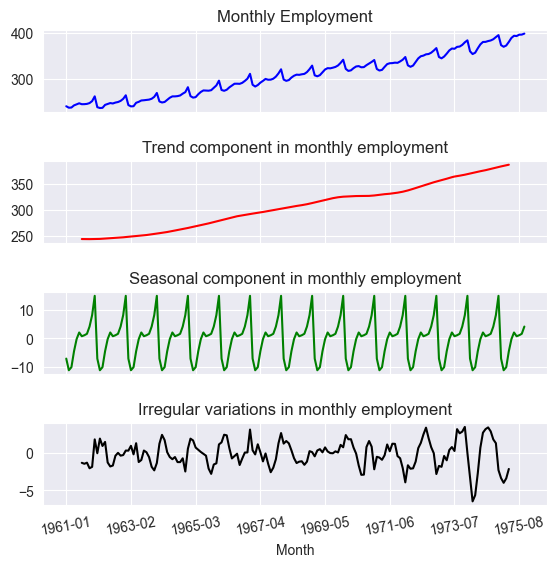 Monthly Employment
400
300
Trend component in monthly employment
350
300
250
Seasonal component in monthly employment
10
0
−10
Irregular variations in monthly employment
0
−5
1961-01 1963-02 1965-03 1967-04 1969-05 1971-06 1973-07 1975-08
Month